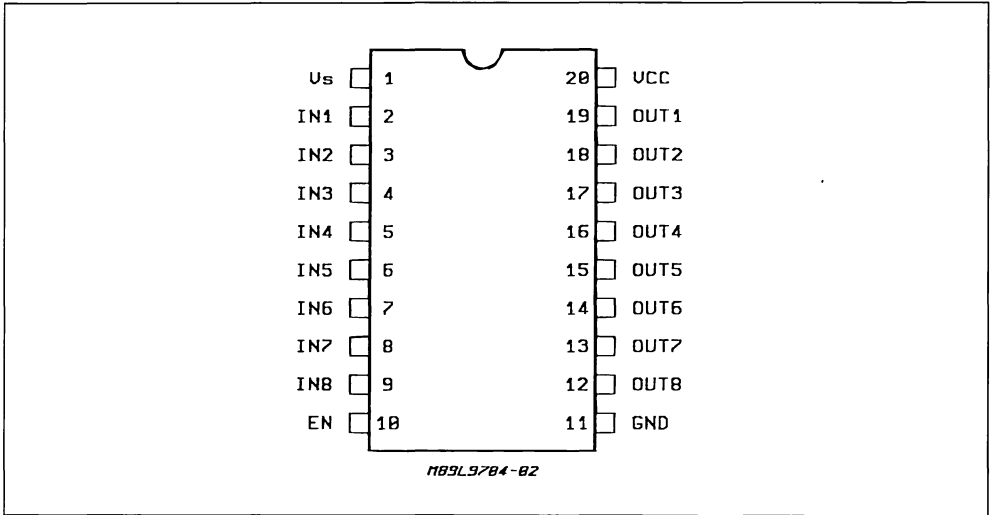 Vs 1 20 VCC
IN1 2 19 OUT1
IN2 3 18 OUT2
IN3 4 17 OUT3
IN4 5 16 OUT4
IN5 6 15 OUT5
IN6 7 14 OUT6
IN7 8 13 OUT7
IN8 9 12 OUT8
EN 10 11 GND
M89L9704-02